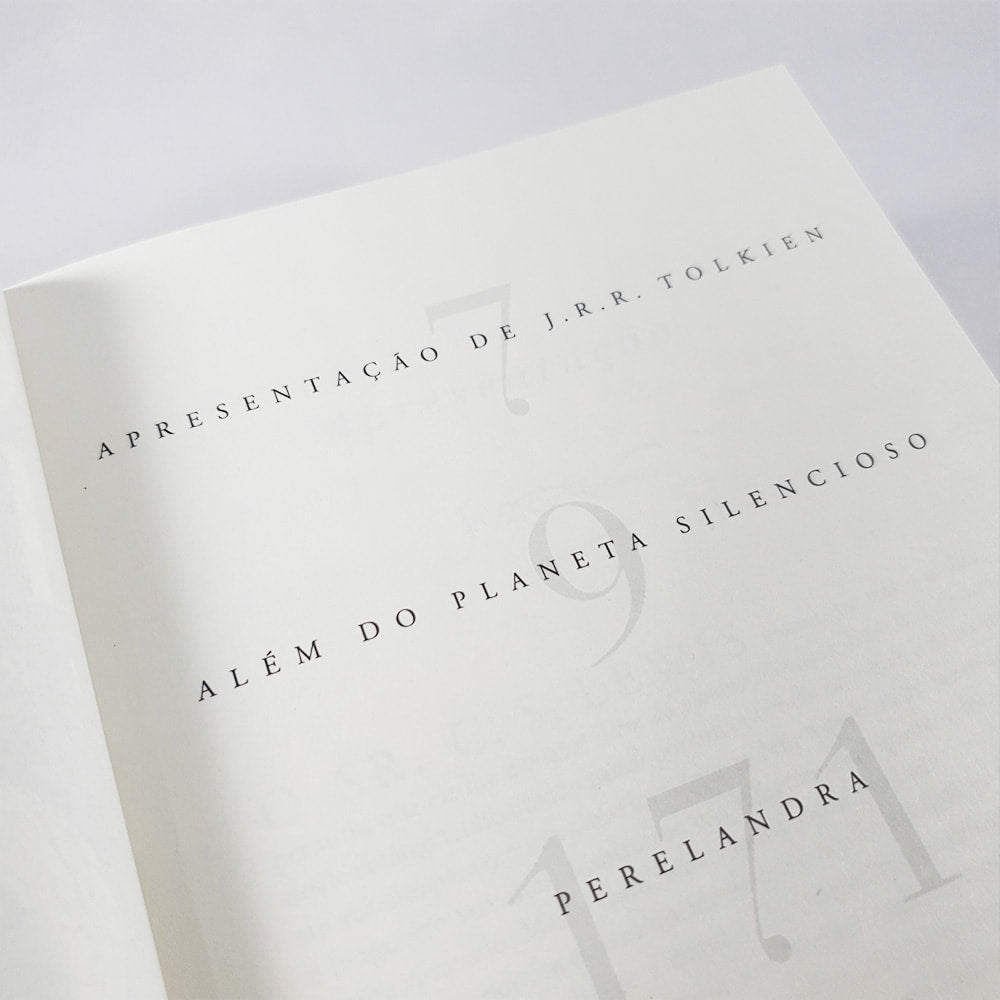 7
APRESENTAÇÃO DE J.R.R. TOLKIEN
9
ALÉM DO PLANETA SILENCIOSO
171
PERELANDRA